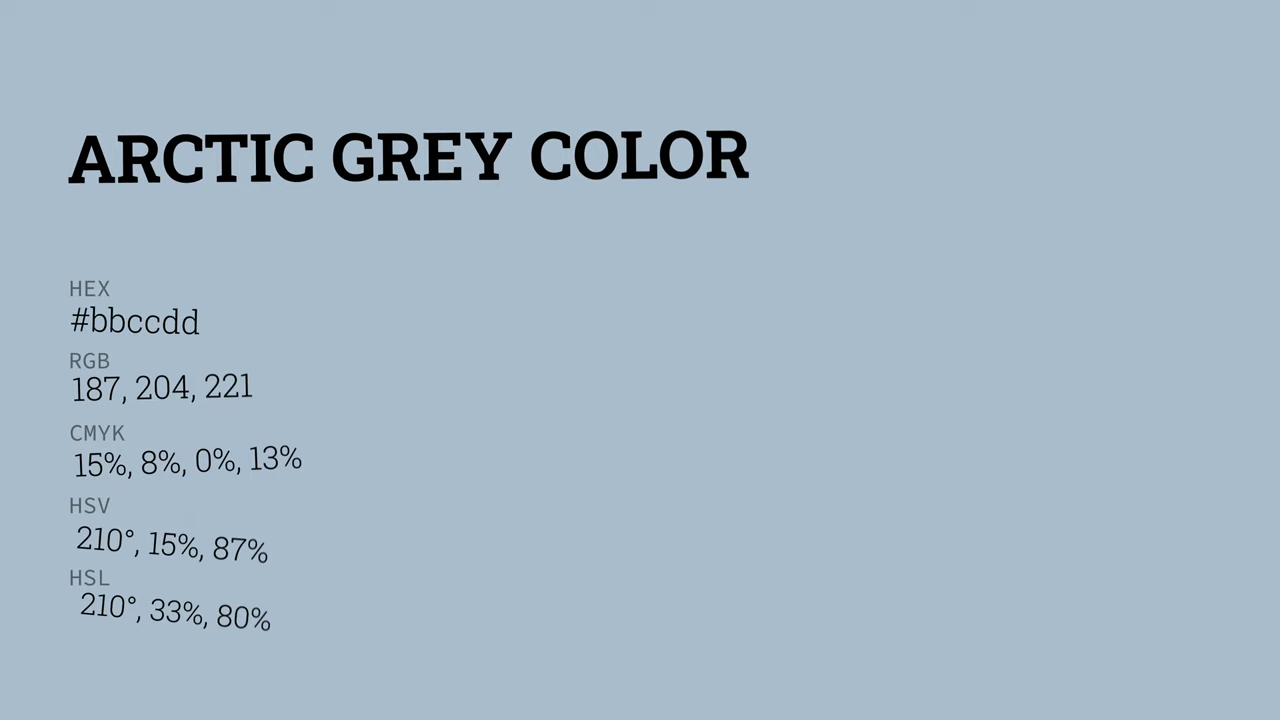 ARCTIC GREY COLOR
HEX
#bbccdd
RGB
187, 204, 221
CMYK
15%, 8%, 0%, 13%
HSV
210°, 15%, 87%
HSL
210°, 33%, 80%